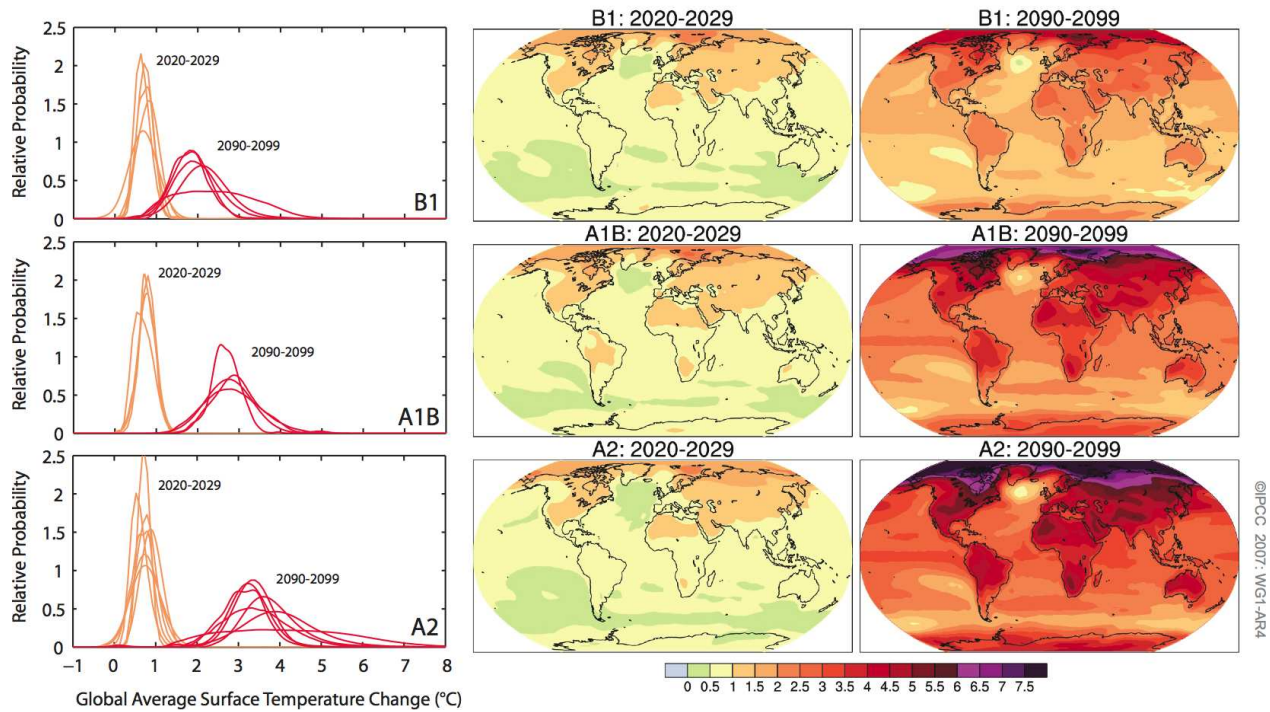 B1: 2020-2029
B1: 2090-2099
2.5
2
1.5
1
0.5
0
Relative Probability
2020-2029
2090-2099
B1
A1B: 2020-2029
A1B: 2090-2099
2.5
2
1.5
1
0.5
0
Relative Probability
2020-2029
2090-2099
A1B
A2: 2020-2029
A2: 2090-2099
2.5
2
1.5
1
0.5
0
Relative Probability
2020-2029
2090-2099
A2
−1 0 1 2 3 4 5 6 7 8
Global Average Surface Temperature Change (°C)
0 0.5 1 1.5 2 2.5 3 3.5 4 4.5 5 5.5 6 6.5 7 7.5
©IPCC 2007: WG1-AR4